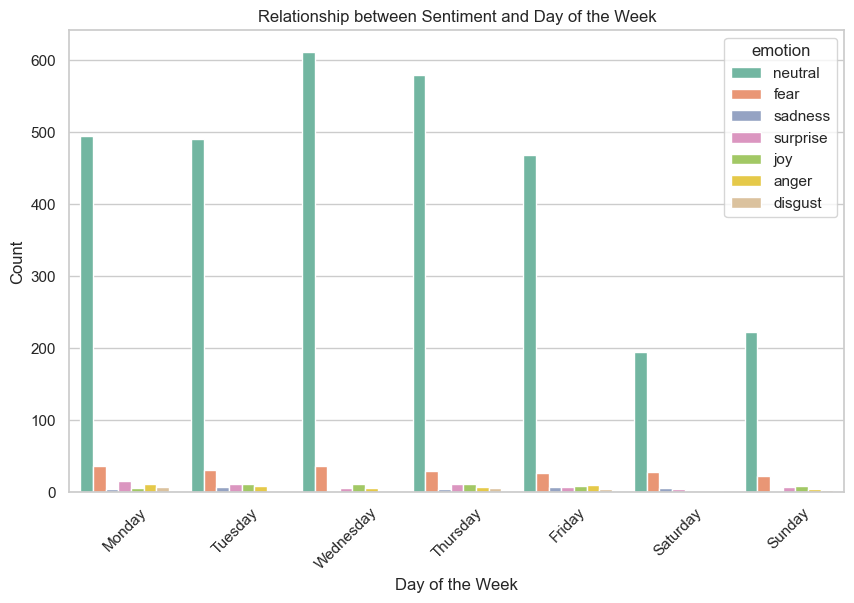 Relationship between Sentiment and Day of the Week
emotion
neutral
fear
sadness
surprise
joy
anger
disgust
600
500
400
300
200
100
0
Count
Monday
Tuesday
Wednesday
Thursday
Friday
Saturday
Sunday
Day of the Week